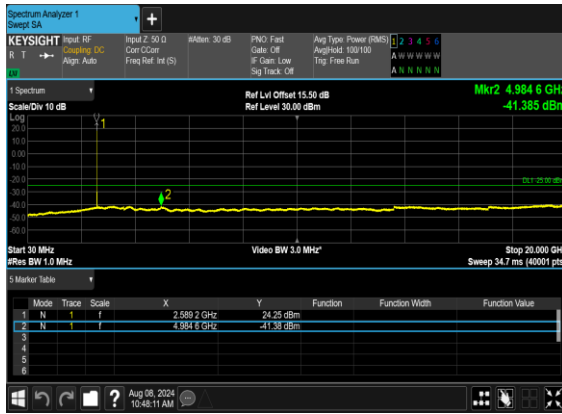 Spectrum Analyzer 1
Swept SA
+
KEYSIGHT Input: RF Input Z: 50 Ω #Atten: 30 dB PNO: Fast Avg Type: Power (RMS) 1 2 3 4 5 6
R T Coupling: DC Corr CCorr Gate: Off Avg|Hold: 100/100 A W W W W W
Align: Auto Freq Ref: Int (S) IF Gain: Low Trig: Free Run
Sig Track: Off A N N N N N
LXI
1 Spectrum Ref Lvl Offset 15.50 dB Mkr2 4.984 6 GHz
Scale/Div 10 dB Ref Level 30.00 dBm -41.385 dBm
Log
20.0
10.0
0.00
-10.0
-20.0
-30.0
-40.0
-50.0
-60.0
1
2
DL1 -25.00 dBm
Start 30 MHz Video BW 3.0 MHz* Stop 20.000 GHz
#Res BW 1.0 MHz Sweep 34.7 ms (40001 pts)
5 Marker Table
Mode Trace Scale X Y Function Function Width Function Value
1 N 1 f 2.589 2 GHz 24.25 dBm
2 N 1 f 4.984 6 GHz -41.38 dBm
3
4
5
6
? Aug 08, 2024
10:48:11 AM